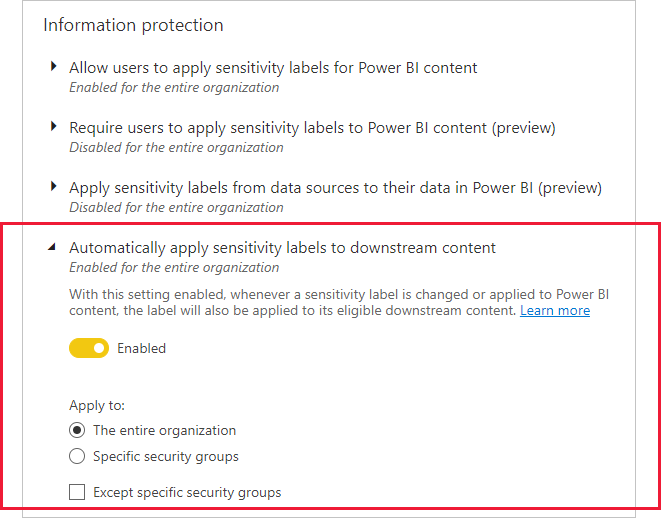 Information protection
Allow users to apply sensitivity labels for Power BI content
Enabled for the entire organization
Require users to apply sensitivity labels to Power BI content (preview)
Disabled for the entire organization
Apply sensitivity labels from data sources to their data in Power BI (preview)
Disabled for the entire organization
Automatically apply sensitivity labels to downstream content
Enabled for the entire organization
With this setting enabled, whenever a sensitivity label is changed or applied to Power BI
content, the label will also be applied to its eligible downstream content. Learn more
Enabled
Apply to:
The entire organization
Specific security groups
Except specific security groups